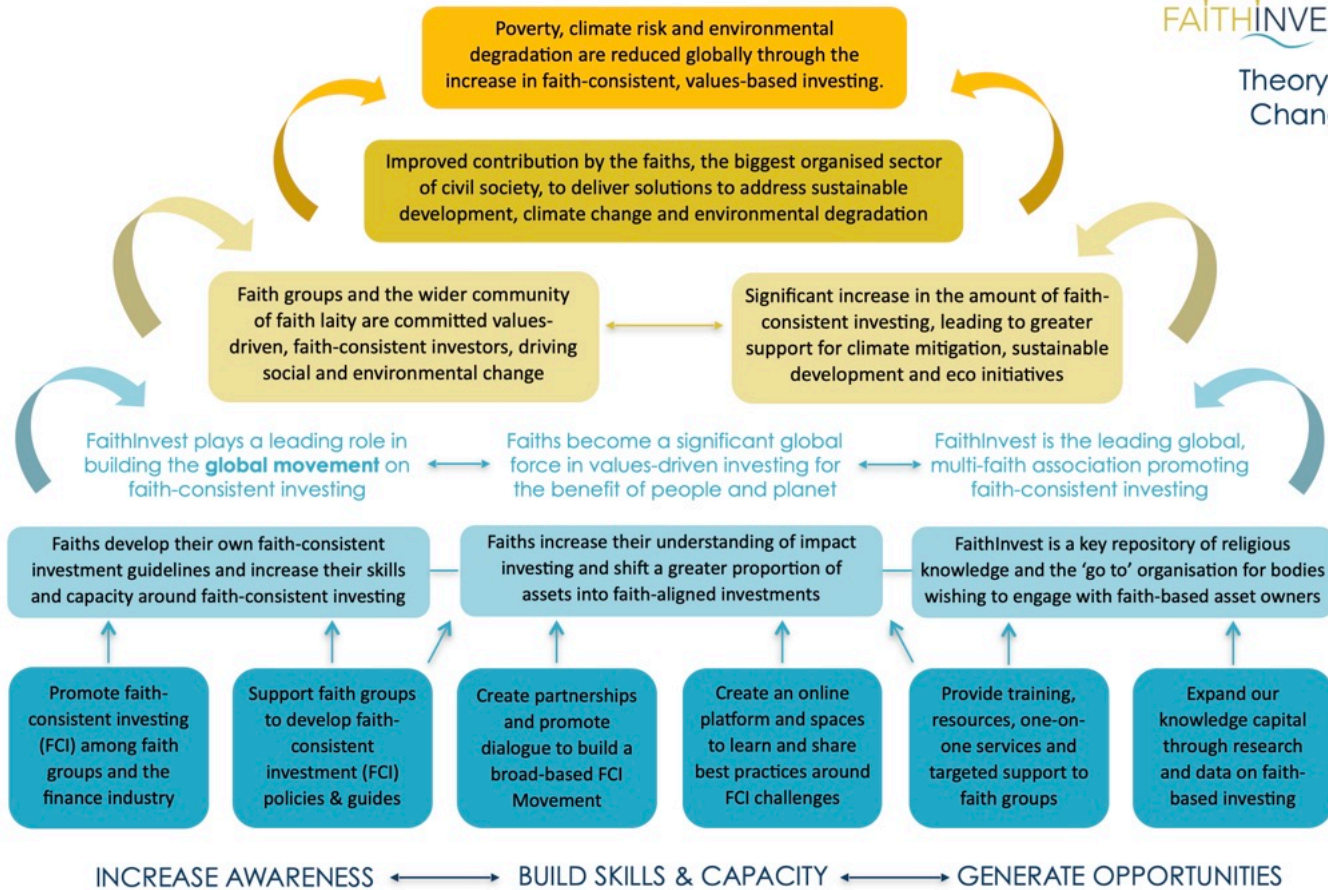 Poverty, climate risk and environmental
degradation are reduced globally through the
increase in faith-consistent, values-based investing.
FAITHINVE
Theory
Chan
Improved contribution by the faiths, the biggest organised sector
of civil society, to deliver solutions to address sustainable
development, climate change and environmental degradation
Faith groups and the wider community
of faith laity are committed values-
driven, faith-consistent investors, driving
social and environmental change
Significant increase in the amount of faith-
consistent investing, leading to greater
support for climate mitigation, sustainable
development and eco initiatives
FaithInvest plays a leading role in
building the global movement on
faith-consistent investing
Faiths become a significant global
force in values-driven investing for
the benefit of people and planet
FaithInvest is the leading global,
multi-faith association promoting
faith-consistent investing
Faiths develop their own faith-consistent
investment guidelines and increase their skills
and capacity around faith-consistent investing
Faiths increase their understanding of impact
investing and shift a greater proportion of
assets into faith-aligned investments
FaithInvest is a key repository of religious
knowledge and the ‘go to’ organisation for bodies
wishing to engage with faith-based asset owners
Promote faith-
consistent investing
(FCI) among faith
groups and the
finance industry
Support faith groups
to develop faith-
consistent
investment (FCI)
policies & guides
Create partnerships
and promote
dialogue to build a
broad-based FCI
Movement
Create an online
platform and spaces
to learn and share
best practices around
FCI challenges
Provide training,
resources, one-on-
one services and
targeted support to
faith groups
Expand our
knowledge capital
through research
and data on faith-
based investing
INCREASE AWARENESS
BUILD SKILLS & CAPACITY
GENERATE OPPORTUNITIES